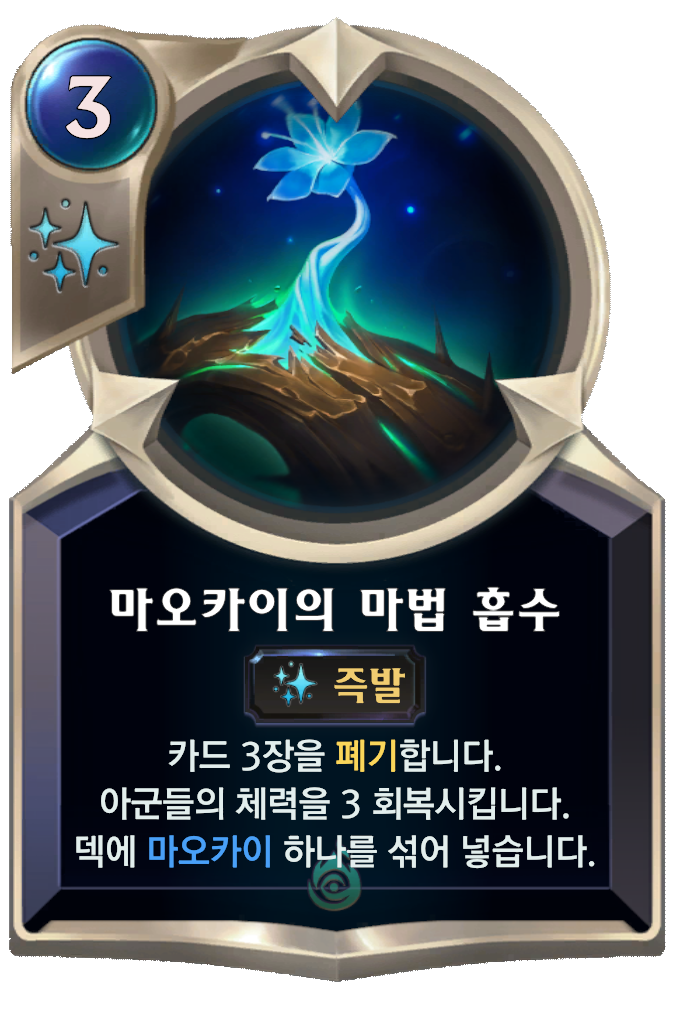 3
마오카이의 마법 흡수
즉발
카드 3장을 폐기합니다.
아군들의 체력을 3 회복시킵니다.
덱에 마오카이 하나를 섞어 넣습니다.